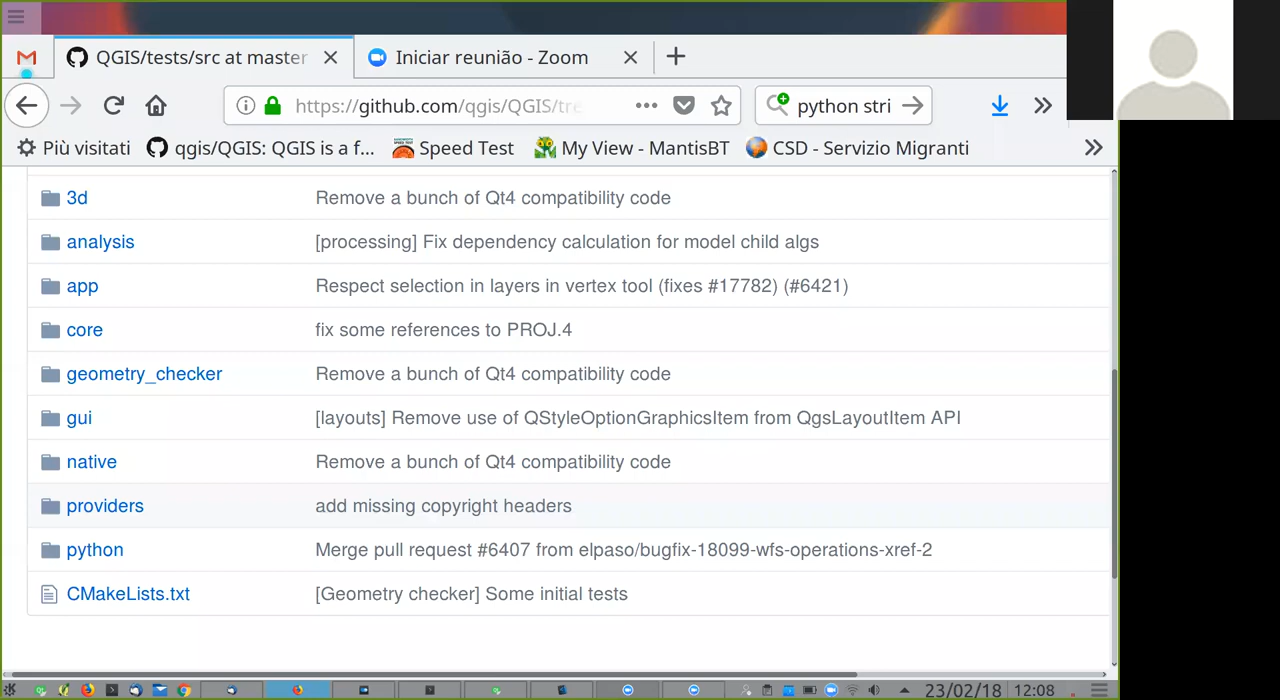 QGIS/tests/src at master
Iniciar reunião - Zoom
https://github.com/qgis/QGIS/tre
python stri
Più visitati
qgis/QGIS: QGIS is a f...
Speed Test
My View - MantisBT
CSD - Servizio Migranti
3d Remove a bunch of Qt4 compatibility code
analysis [processing] Fix dependency calculation for model child algs
app Respect selection in layers in vertex tool (fixes #17782) (#6421)
core fix some references to PROJ.4
geometry_checker Remove a bunch of Qt4 compatibility code
gui [layouts] Remove use of QStyleOptionGraphicsItem from QgsLayoutItem API
native Remove a bunch of Qt4 compatibility code
providers add missing copyright headers
python Merge pull request #6407 from elpaso/bugfix-18099-wfs-operations-xref-2
CMakeLists.txt [Geometry checker] Some initial tests
23/02/18 12:08